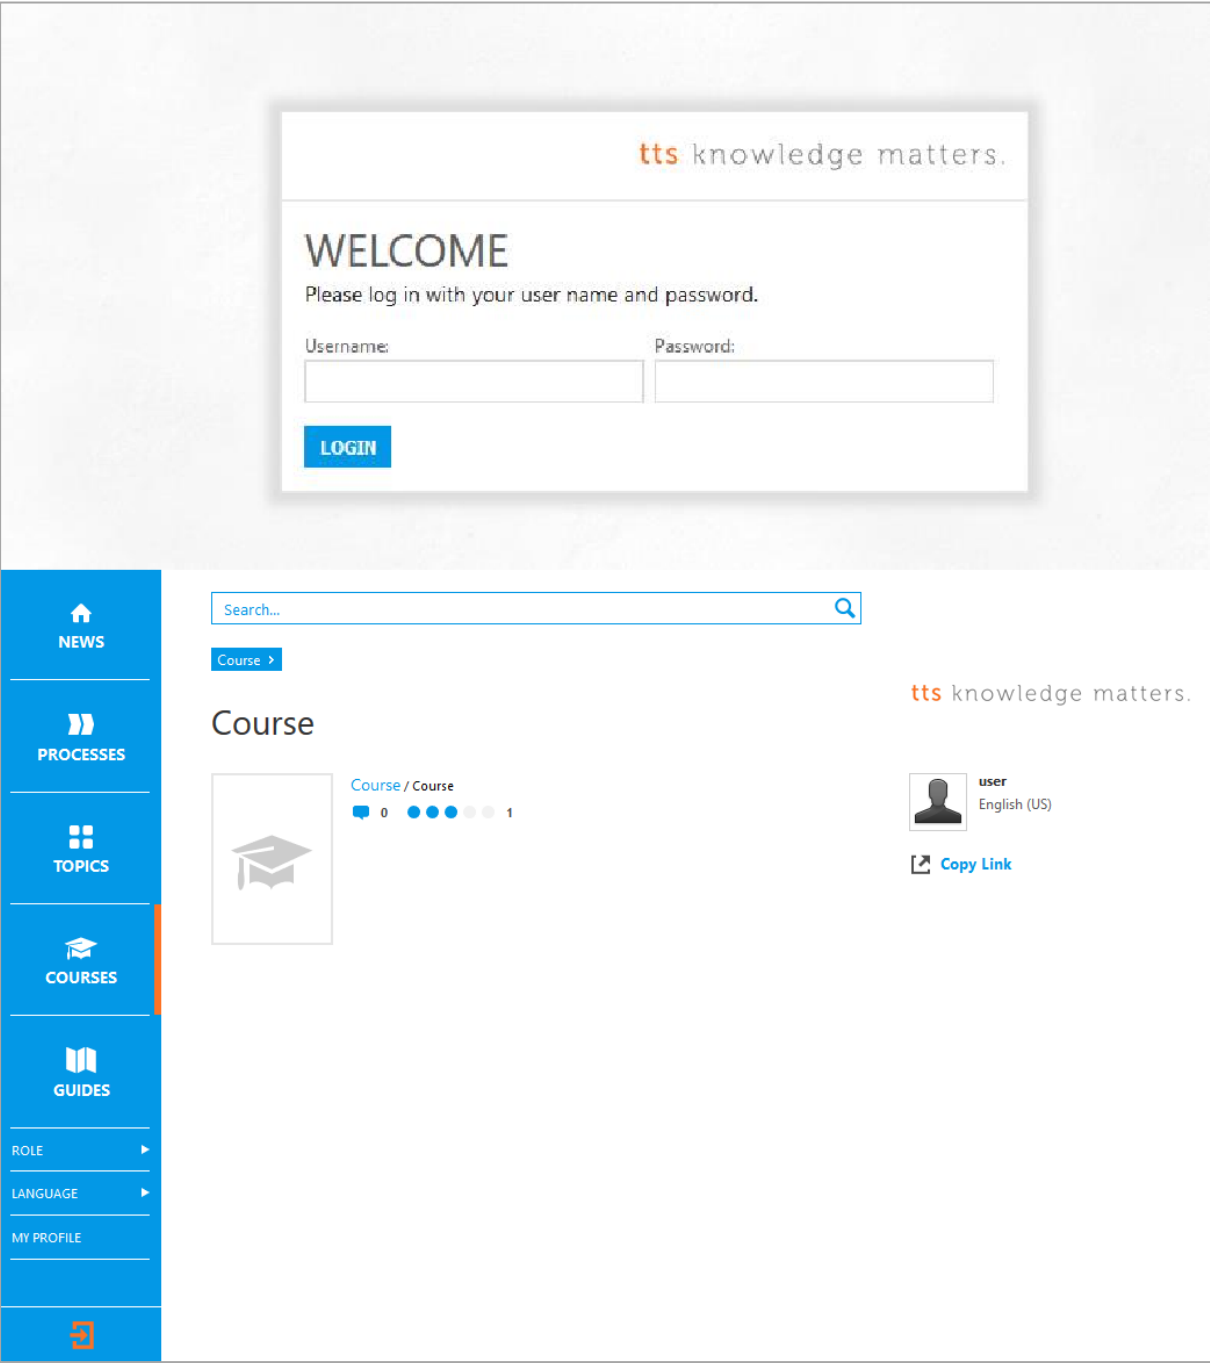 tts knowledge matters.
WELCOME
Please log in with your user name and password.
Username: Password:
LOGIN
NEWS
PROCESSES
TOPICS
COURSES
GUIDES
ROLE
LANGUAGE
MY PROFILE
Search...
Course >
Course
Course / Course
0 1
tts knowledge matters.
user
English (US)
Copy Link